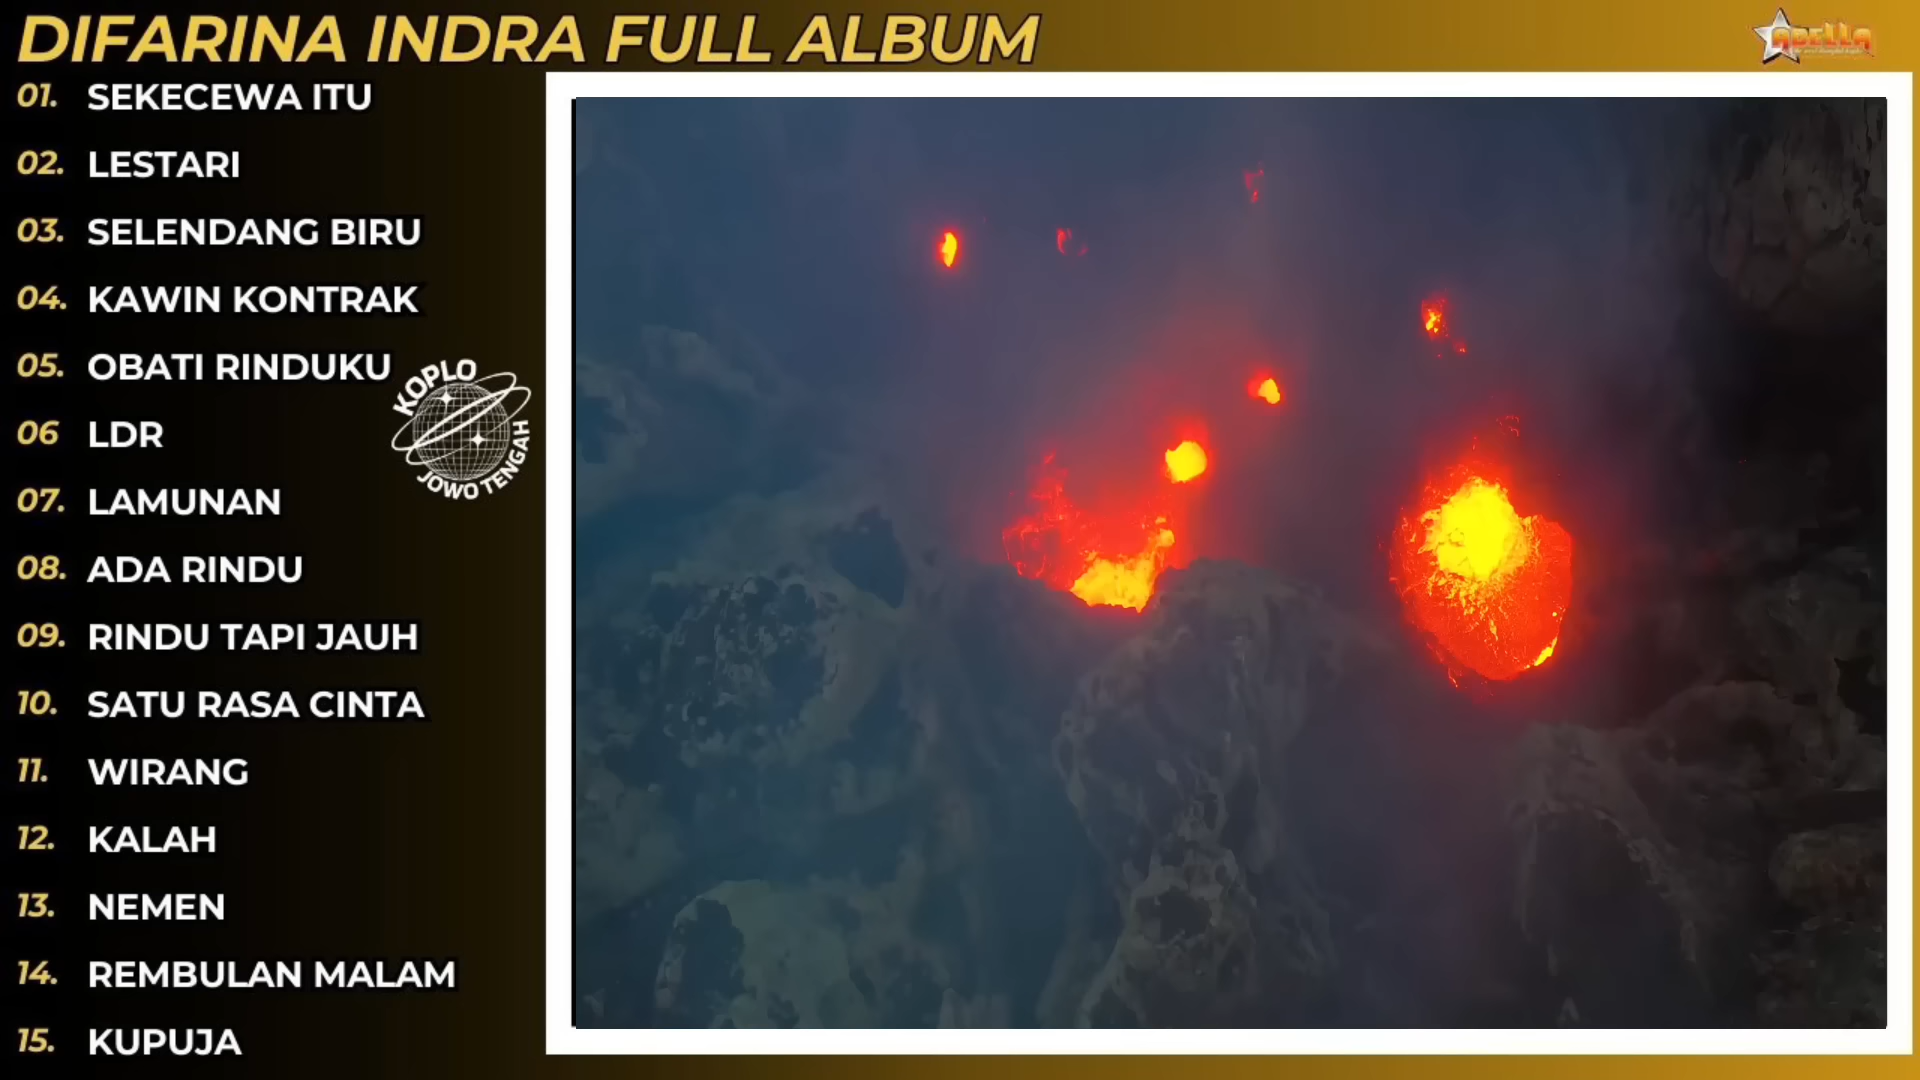 DIFARINA INDRA FULL ALBUM
ADELLA
01. SEKECEWA ITU
02. LESTARI
03. SELENDANG BIRU
04. KAWIN KONTRAK
05. OBATI RINDUKU
06 LDR
07. LAMUNAN
08. ADA RINDU
09. RINDU TAPI JAUH
10. SATU RASA CINTA
11. WIRANG
12. KALAH
13. NEMEN
14. REMBULAN MALAM
15. KUPUJA
KOPLO
JOWO TENGAH